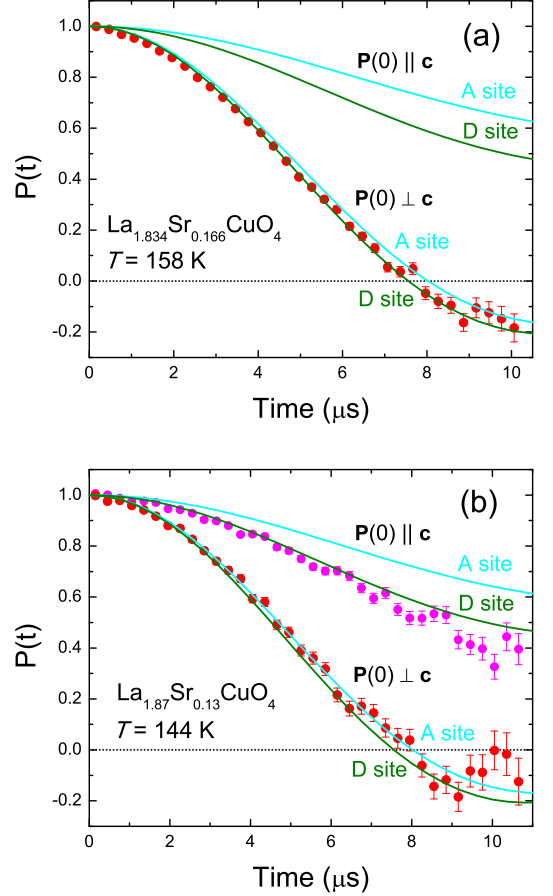 (a)
1.0
0.8
0.6
0.4
0.2
0.0
-0.2
P(t)
P(0) || c
A site
D site
P(0) ⊥ c
La1.834Sr0.166CuO4
T = 158 K
A site
D site
0 2 4 6 8 10
Time (μs)
(b)
1.0
0.8
0.6
0.4
0.2
0.0
-0.2
P(t)
P(0) || c
A site
D site
P(0) ⊥ c
La1.87Sr0.13CuO4
T = 144 K
A site
D site
0 2 4 6 8 10
Time (μs)